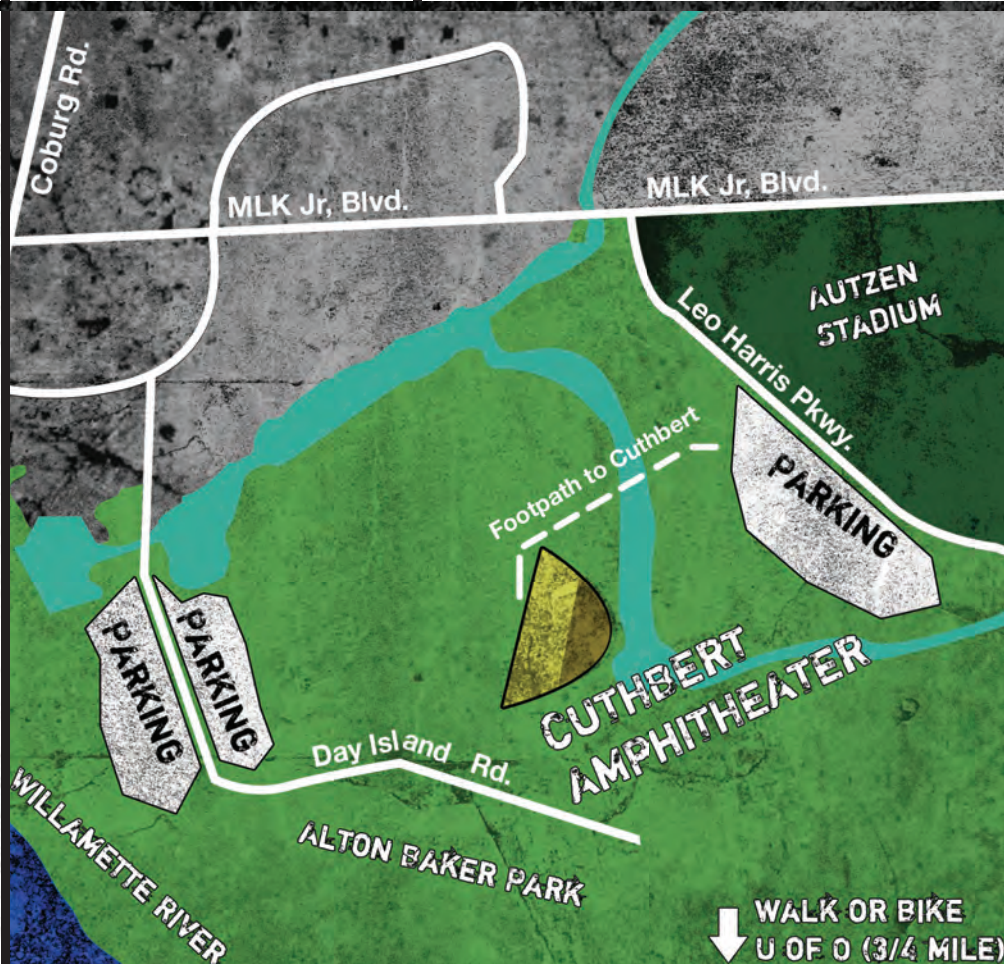 Coburg Rd.
MLK Jr, Blvd.
MLK Jr, Blvd.
AUTZEN
STADIUM
Leo Harris Pkwy.
Footpath to Cuthbert
PARKING
PARKING
PARKING
CUTHBERT
AMPHITHEATER
Day Island Rd.
WILLAMETTE RIVER
ALTON BAKER PARK
WALK OR BIKE
U OF O (3/4 MILE)